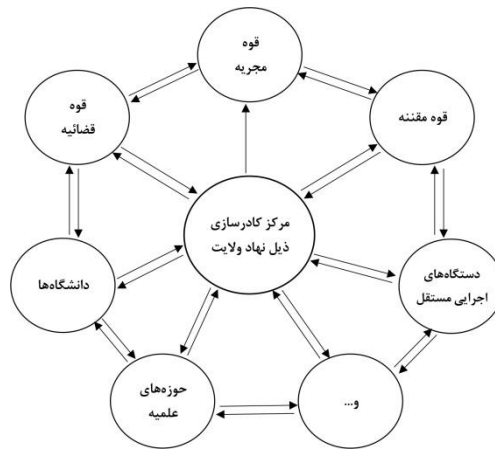 قوه
مجریه
قوه مقننه
قوه
قضائیه
مرکز کادرسازی
ذیل نهاد ولایت
دستگاه‌های
اجرایی مستقل
دانشگاه‌ها
و...
حوزه‌های
علمیه